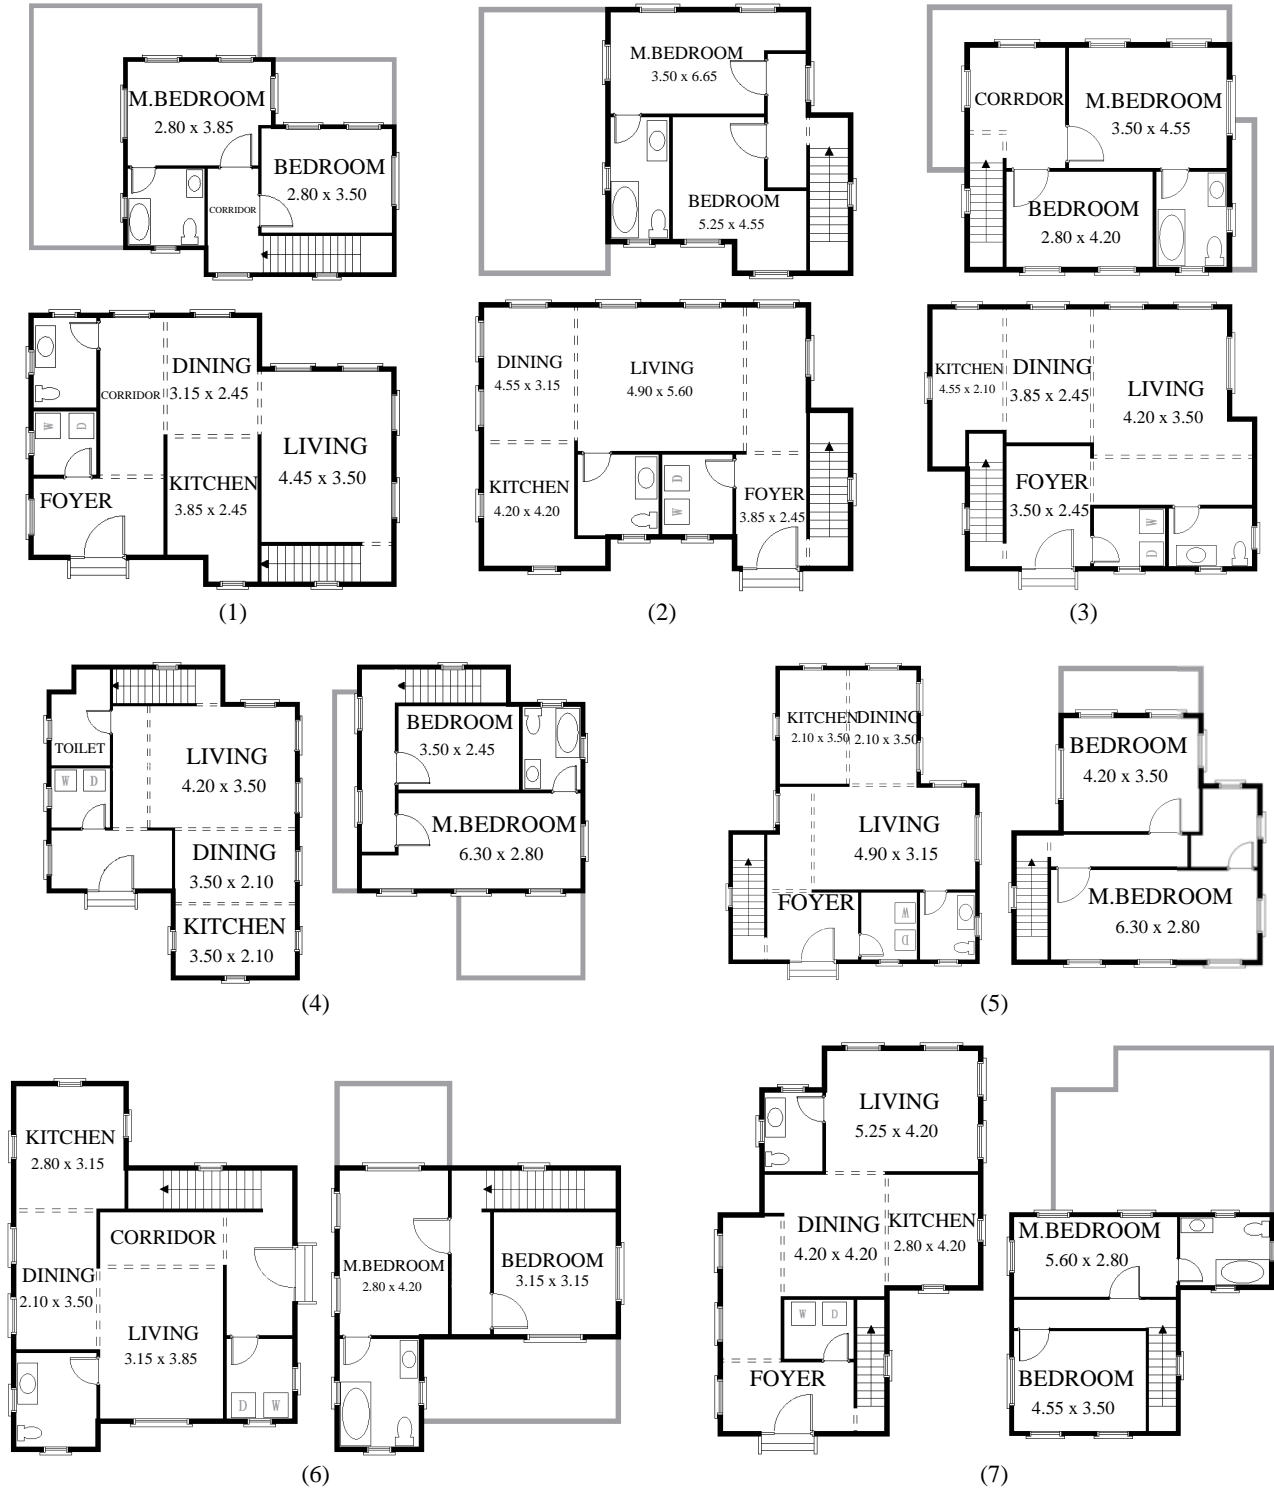 M.BEDROOM
2.80 x 3.85
BEDROOM
2.80 x 3.50
CORRIDOR
DINING
3.15 x 2.45
CORRIDOR
W D
LIVING
4.45 x 3.50
FOYER
KITCHEN
3.85 x 2.45
(1)
M.BEDROOM
3.50 x 6.65
BEDROOM
5.25 x 4.55
DINING
4.55 x 3.15
LIVING
4.90 x 5.60
KITCHEN
4.20 x 4.20
D
W
FOYER
3.85 x 2.45
(2)
CORRDOR
M.BEDROOM
3.50 x 4.55
BEDROOM
2.80 x 4.20
KITCHEN
4.55 x 2.10
DINING
3.85 x 2.45
LIVING
4.20 x 3.50
FOYER
3.50 x 2.45
W
D
(3)
TOILET
W D
LIVING
4.20 x 3.50
DINING
3.50 x 2.10
KITCHEN
3.50 x 2.10
BEDROOM
3.50 x 2.45
M.BEDROOM
6.30 x 2.80
(4)
KITCHEN
2.10 x 3.50
DINING
2.10 x 3.50
LIVING
4.90 x 3.15
FOYER
W
D
BEDROOM
4.20 x 3.50
M.BEDROOM
6.30 x 2.80
(5)
KITCHEN
2.80 x 3.15
CORRIDOR
DINING
2.10 x 3.50
LIVING
3.15 x 3.85
D W
M.BEDROOM
2.80 x 4.20
BEDROOM
3.15 x 3.15
(6)
LIVING
5.25 x 4.20
DINING
4.20 x 4.20
KITCHEN
2.80 x 4.20
W D
FOYER
M.BEDROOM
5.60 x 2.80
BEDROOM
4.55 x 3.50
(7)